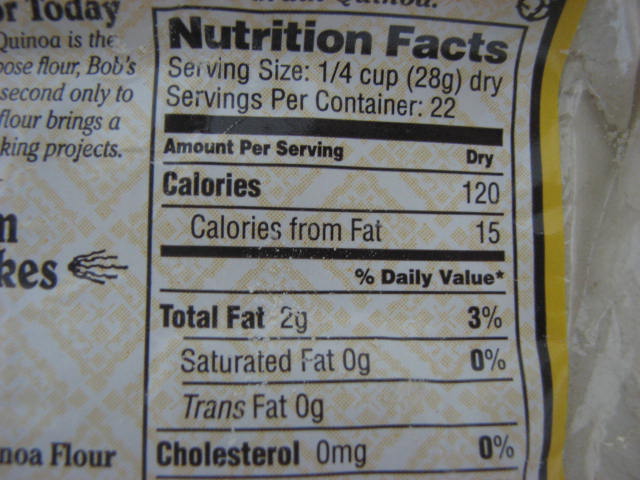 or Today
Quinoa is the
pose flour, Bob's
second only to
flour brings a
king projects.
kes
noa Flour
Quinoa.
Nutrition Facts
Serving Size: 1/4 cup (28g) dry
Servings Per Container: 22
Amount Per Serving Dry
Calories 120
Calories from Fat 15
% Daily Value*
Total Fat 2g 3%
Saturated Fat 0g 0%
Trans Fat 0g
Cholesterol 0mg 0%